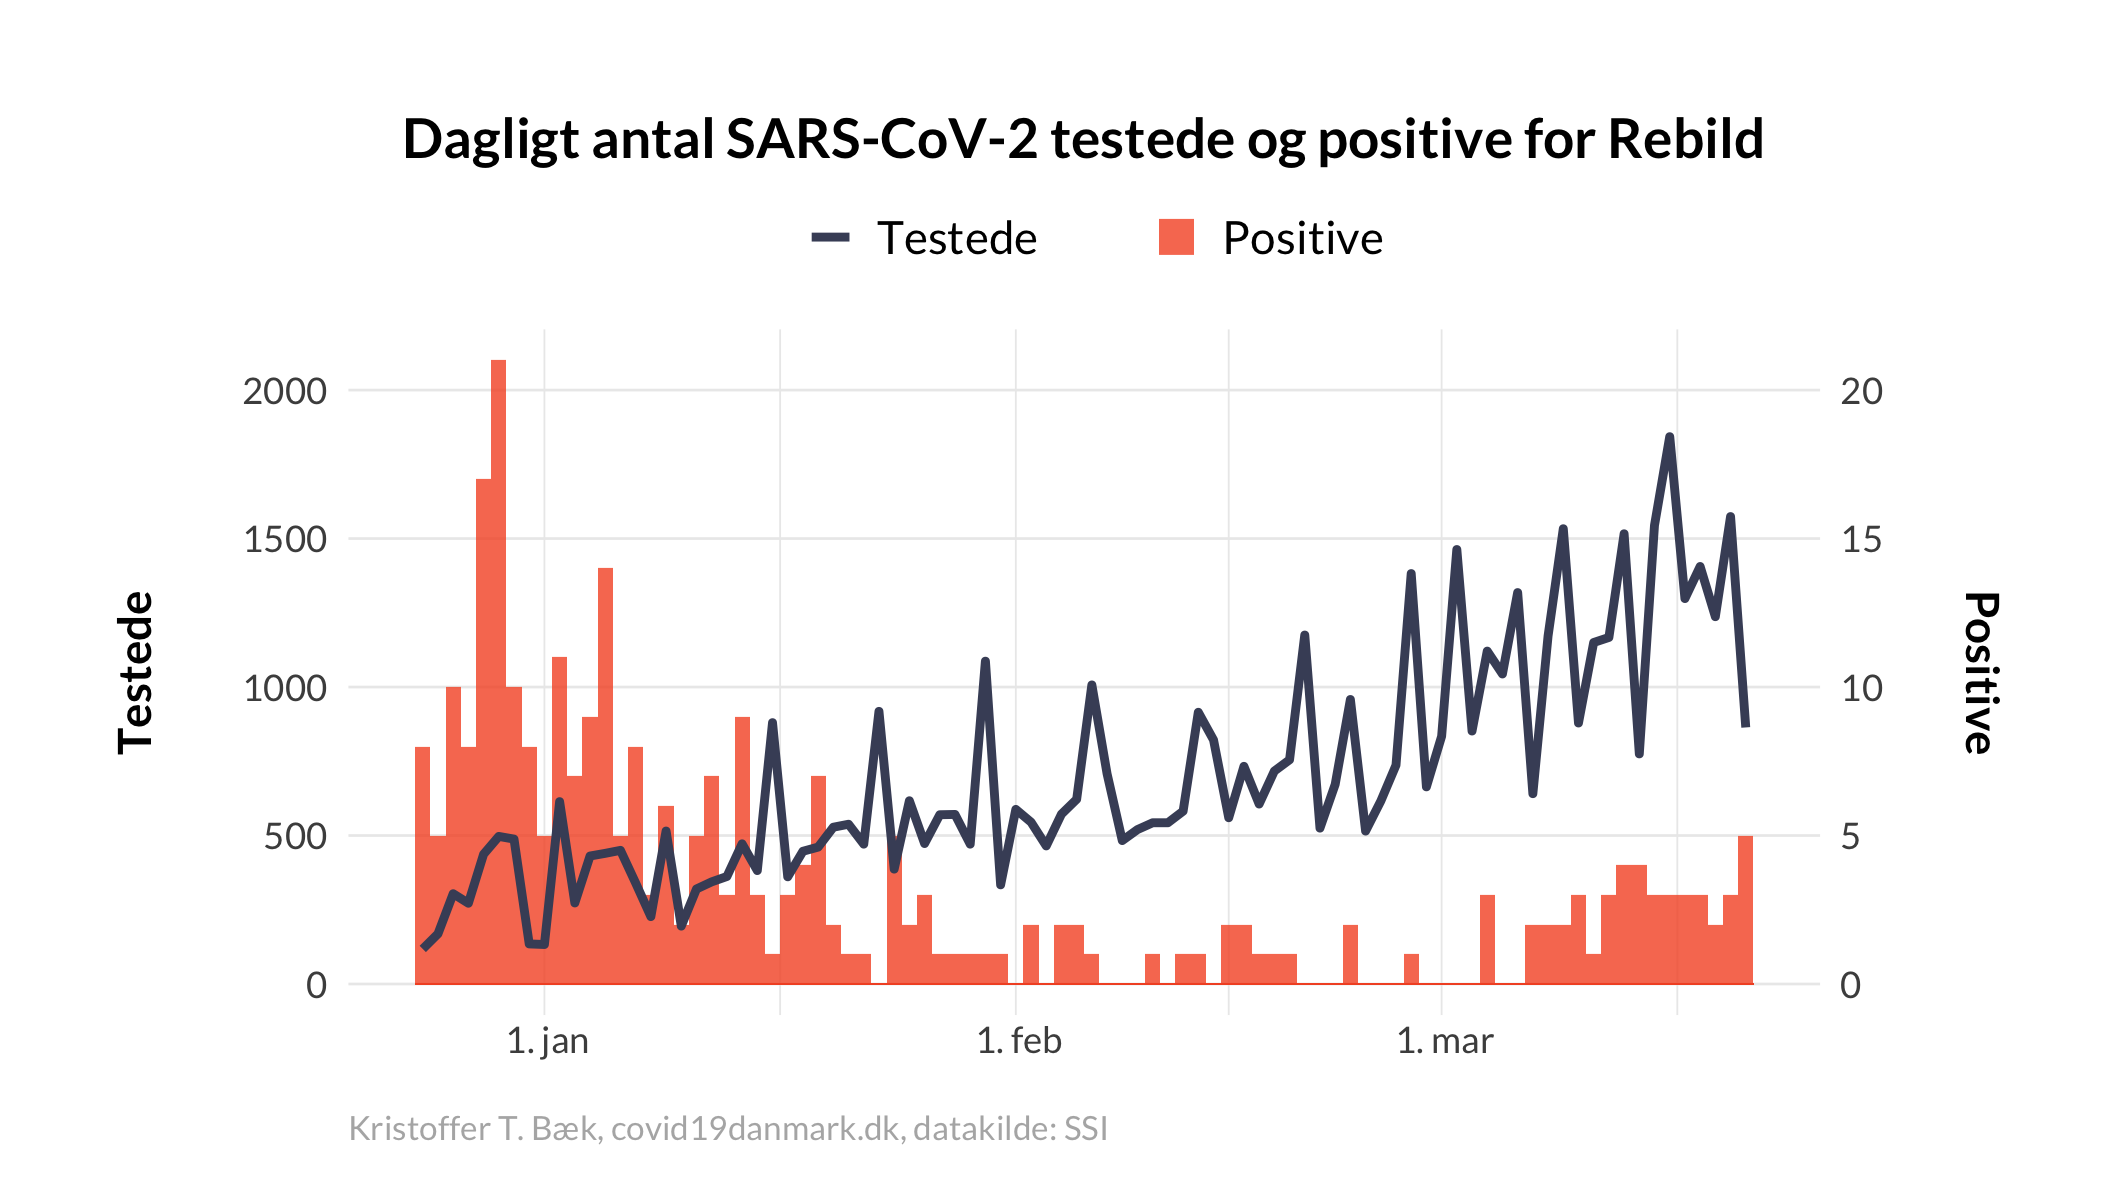 Dagligt antal SARS-CoV-2 testede og positive for Rebild
Testede
Positive
2000
1500
1000
500
0
20
15
10
5
0
Testede
Positive
1. jan
1. feb
1. mar
Kristoffer T. Bæk, covid19danmark.dk, datakilde: SSI